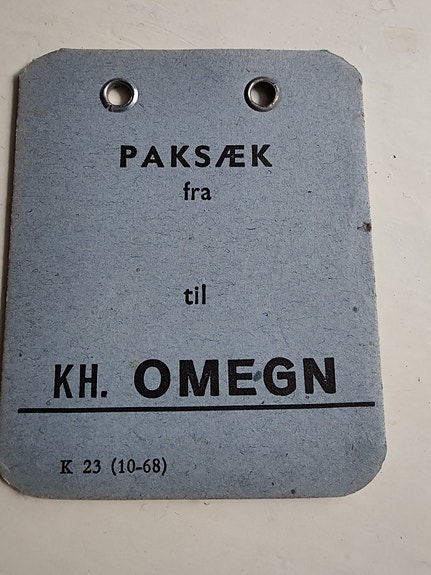 PAKSÆK
fra
til
KH. OMEGN
K 23 (10-68)